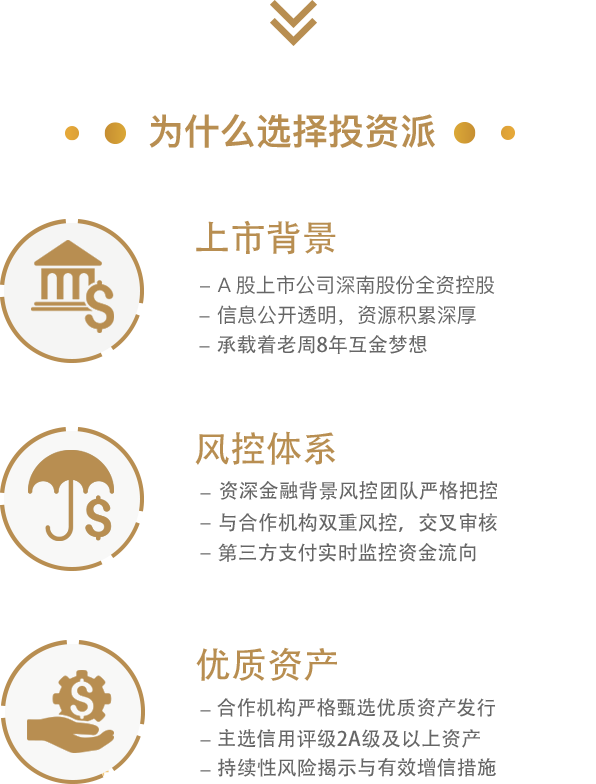 为什么选择投资派
上市背景
– A 股上市公司深南股份全资控股
– 信息公开透明，资源积累深厚
– 承载着老周8年互金梦想
风控体系
– 资深金融背景风控团队严格把控
– 与合作机构双重风控，交叉审核
– 第三方支付实时监控资金流向
优质资产
– 合作机构严格甄选优质资产发行
– 主选信用评级2A级及以上资产
– 持续性风险揭示与有效增信措施